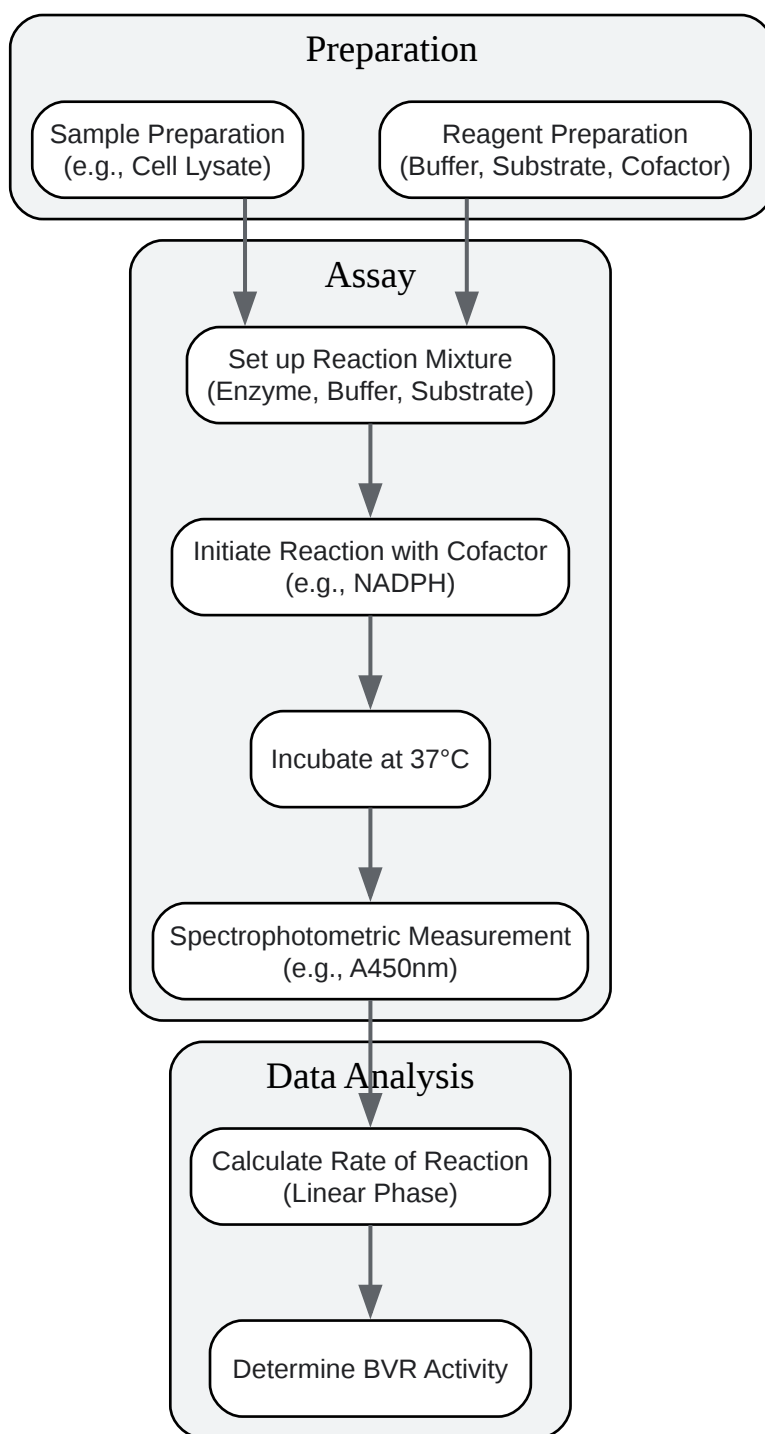 Preparation
Sample Preparation
(e.g., Cell Lysate)
Reagent Preparation
(Buffer, Substrate, Cofactor)
Assay
Set up Reaction Mixture
(Enzyme, Buffer, Substrate)
Initiate Reaction with Cofactor
(e.g., NADPH)
Incubate at 37°C
Spectrophotometric Measurement
(e.g., A450nm)
Data Analysis
Calculate Rate of Reaction
(Linear Phase)
Determine BVR Activity